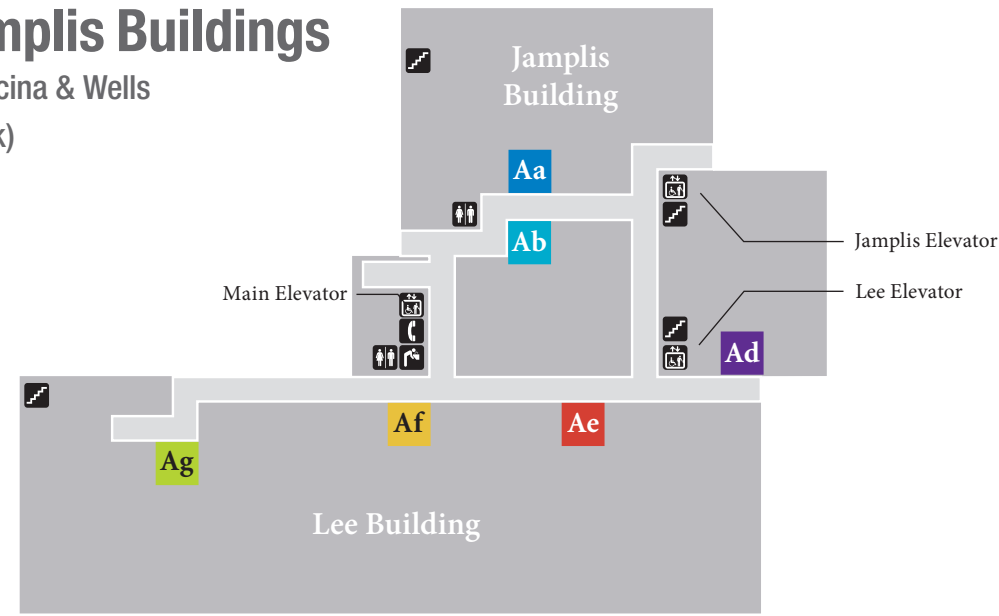 mplis Buildings
cina & Wells
k)
Jamplis
Building
Aa
Ab
Jamplis Elevator
Main Elevator
Lee Elevator
Ad
Af
Ae
Ag
Lee Building